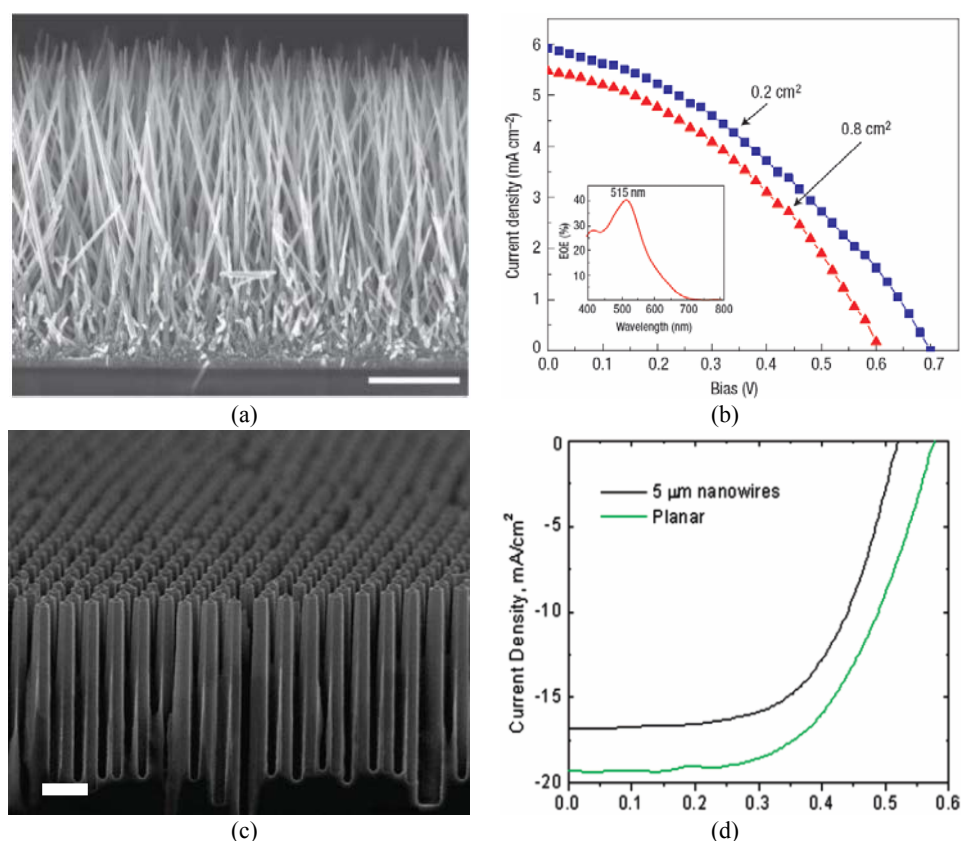 6
5
4
3
2
1
0
0.0 0.1 0.2 0.3 0.4 0.5 0.6 0.7
Current density (mA cm⁻²)
Bias (V)
0.2 cm²
0.8 cm²
515 nm
40
30
20
10
400 500 600 700 800
EQE (%)
Wavelength (nm)
(a)
(b)
0
-5
-10
-15
-20
0.0 0.1 0.2 0.3 0.4 0.5 0.6
Current Density, mA/cm²
5 μm nanowires
Planar
(c)
(d)